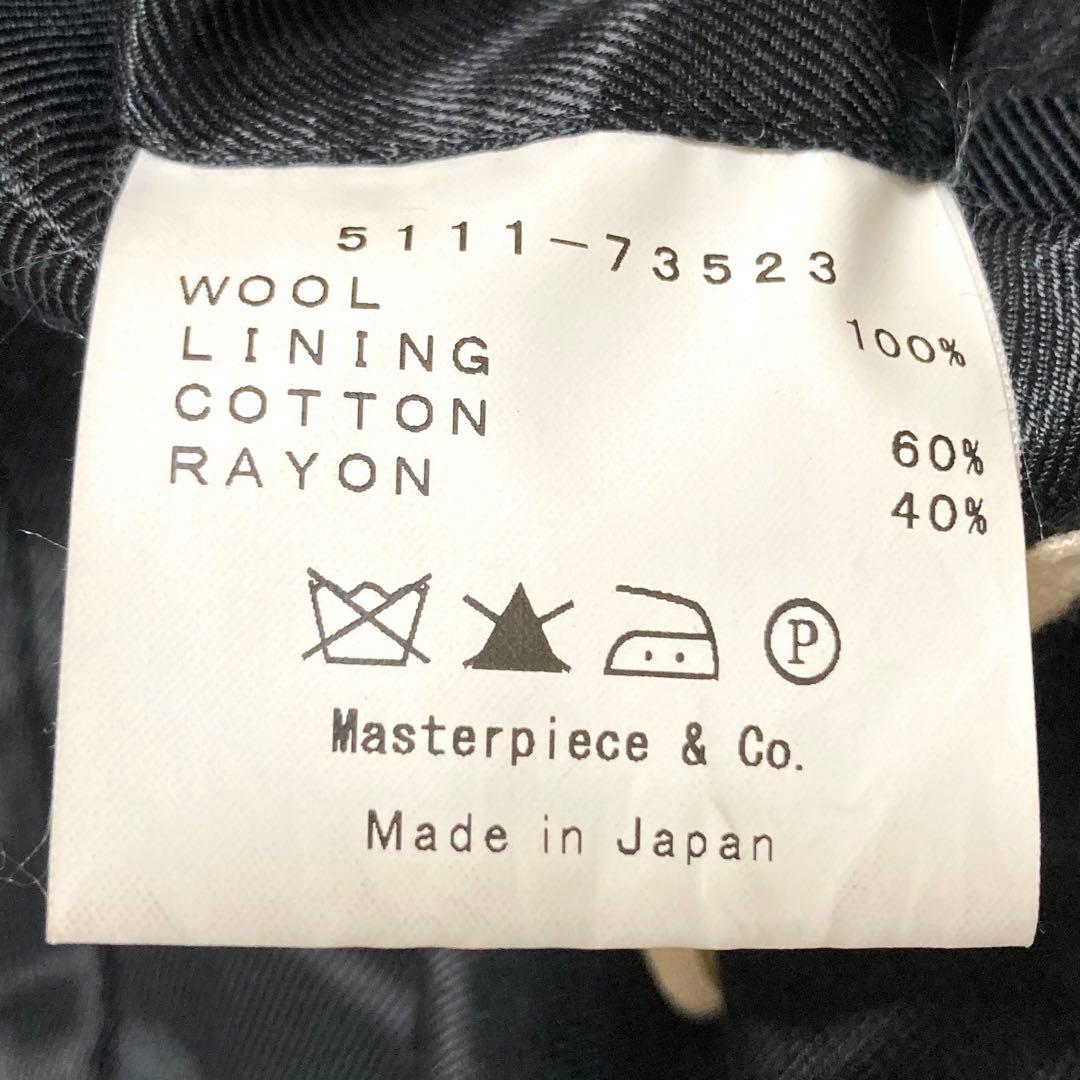 5111-73523
WOOL 100%
LINING
COTTON 60%
RAYON 40%
P
Masterpiece & Co.
Made in Japan